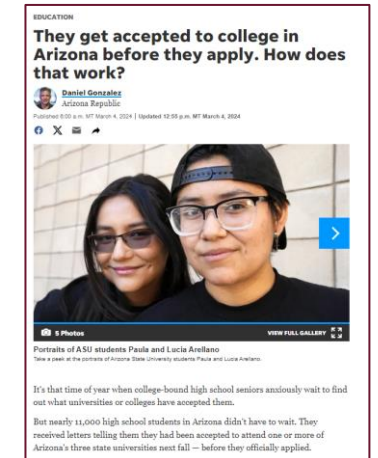 EDUCATION
They get accepted to college in
Arizona before they apply. How does
that work?
Daniel Gonzalez
Arizona Republic
Published 6:00 a.m. MT March 4, 2024 | Updated 12:55 p.m. MT March 4, 2024
5 Photos
VIEW FULL GALLERY
Portraits of ASU students Paula and Lucia Arellano
Take a peek at the portraits of Arizona State University students Paula and Lucia Arellano.
It's that time of year when college-bound high school seniors anxiously wait to find
out what universities or colleges have accepted them.
But nearly 11,000 high school students in Arizona didn't have to wait. They
received letters telling them they had been accepted to attend one or more of
Arizona's three state universities next fall — before they officially applied.